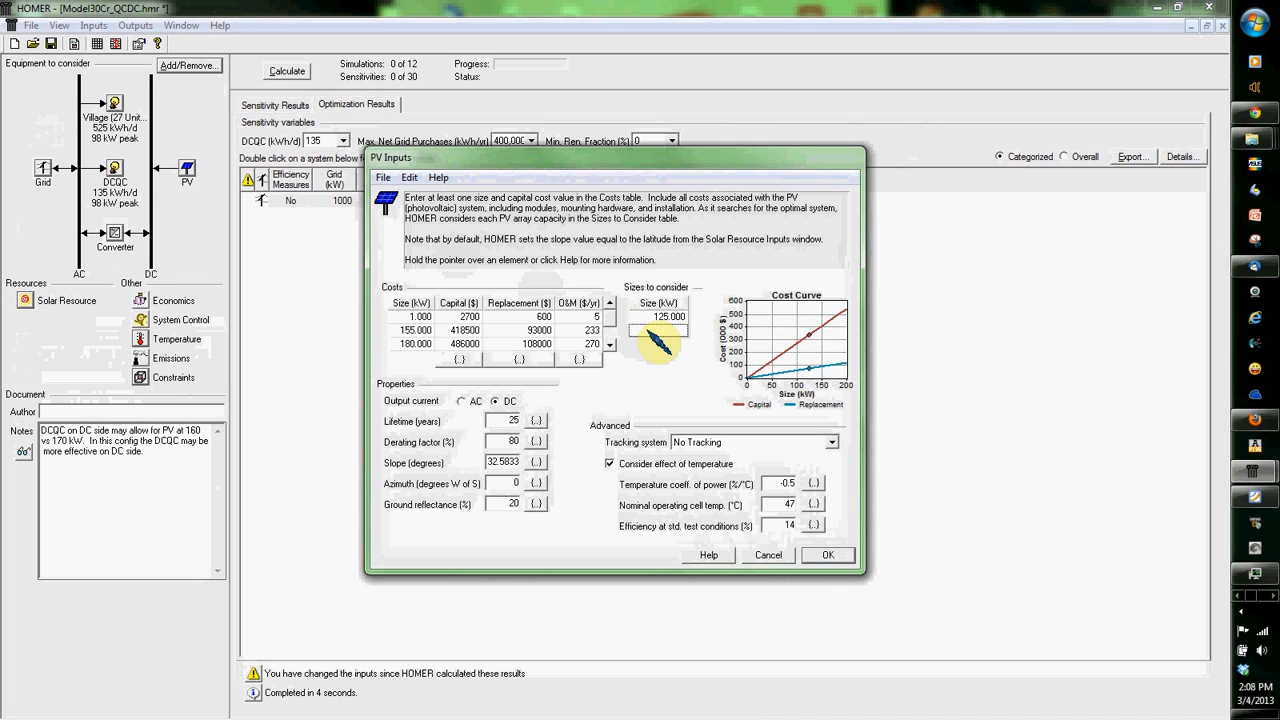 HOMER - [Model30Cr_QCDC.hmr *]
File View Inputs Outputs Window Help
Equipment to consider
Add/Remove...
Village (27 Unit...
525 kWh/d
98 kW peak
Grid
DCQC
135 kWh/d
98 kW peak
PV
Converter
AC
DC
Resources
Other
Solar Resource
Economics
System Control
Temperature
Emissions
Constraints
Document
Author
Notes
DCQC on DC side may allow for PV at 160
vs 170 kW. In this config the DCQC may be
more effective on DC side.
Calculate
Simulations: 0 of 12
Sensitivities: 0 of 30
Progress:
Status:
Sensitivity Results
Optimization Results
Sensitivity variables
DCQC (kWh/d) 135
Max. Net Grid Purchases (kWh/yr) 400,000
Min. Ren. Fraction (%) 0
Double click on a system below f
Categorized
Overall
Export...
Details...
Efficiency
Measures
Grid
(kW)
No 1000
PV Inputs
File Edit Help
Enter at least one size and capital cost value in the Costs table. Include all costs associated with the PV
(photovoltaic) system, including modules, mounting hardware, and installation. As it searches for the optimal system,
HOMER considers each PV array capacity in the Sizes to Consider table.
Note that by default, HOMER sets the slope value equal to the latitude from the Solar Resource Inputs window.
Hold the pointer over an element or click Help for more information.
Costs
Size (kW) Capital ($) Replacement ($) O&M ($/yr)
1.000 2700 600 5
155.000 418500 93000 233
180.000 486000 108000 270
{..} {..} {..}
Sizes to consider
Size (kW)
125.000
Cost Curve
Cost (000 $)
600
500
400
300
200
100
0
0 50 100 150 200
Size (kW)
Capital Replacement
Properties
Output current AC DC
Lifetime (years) 25 {..}
Derating factor (%) 80 {..}
Slope (degrees) 32.5833 {..}
Azimuth (degrees W of S) 0 {..}
Ground reflectance (%) 20 {..}
Advanced
Tracking system No Tracking
Consider effect of temperature
Temperature coeff. of power (%/°C) -0.5 {..}
Nominal operating cell temp. (°C) 47 {..}
Efficiency at std. test conditions (%) 14 {..}
Help
Cancel
OK
You have changed the inputs since HOMER calculated these results
Completed in 4 seconds.
2:08 PM
3/4/2013